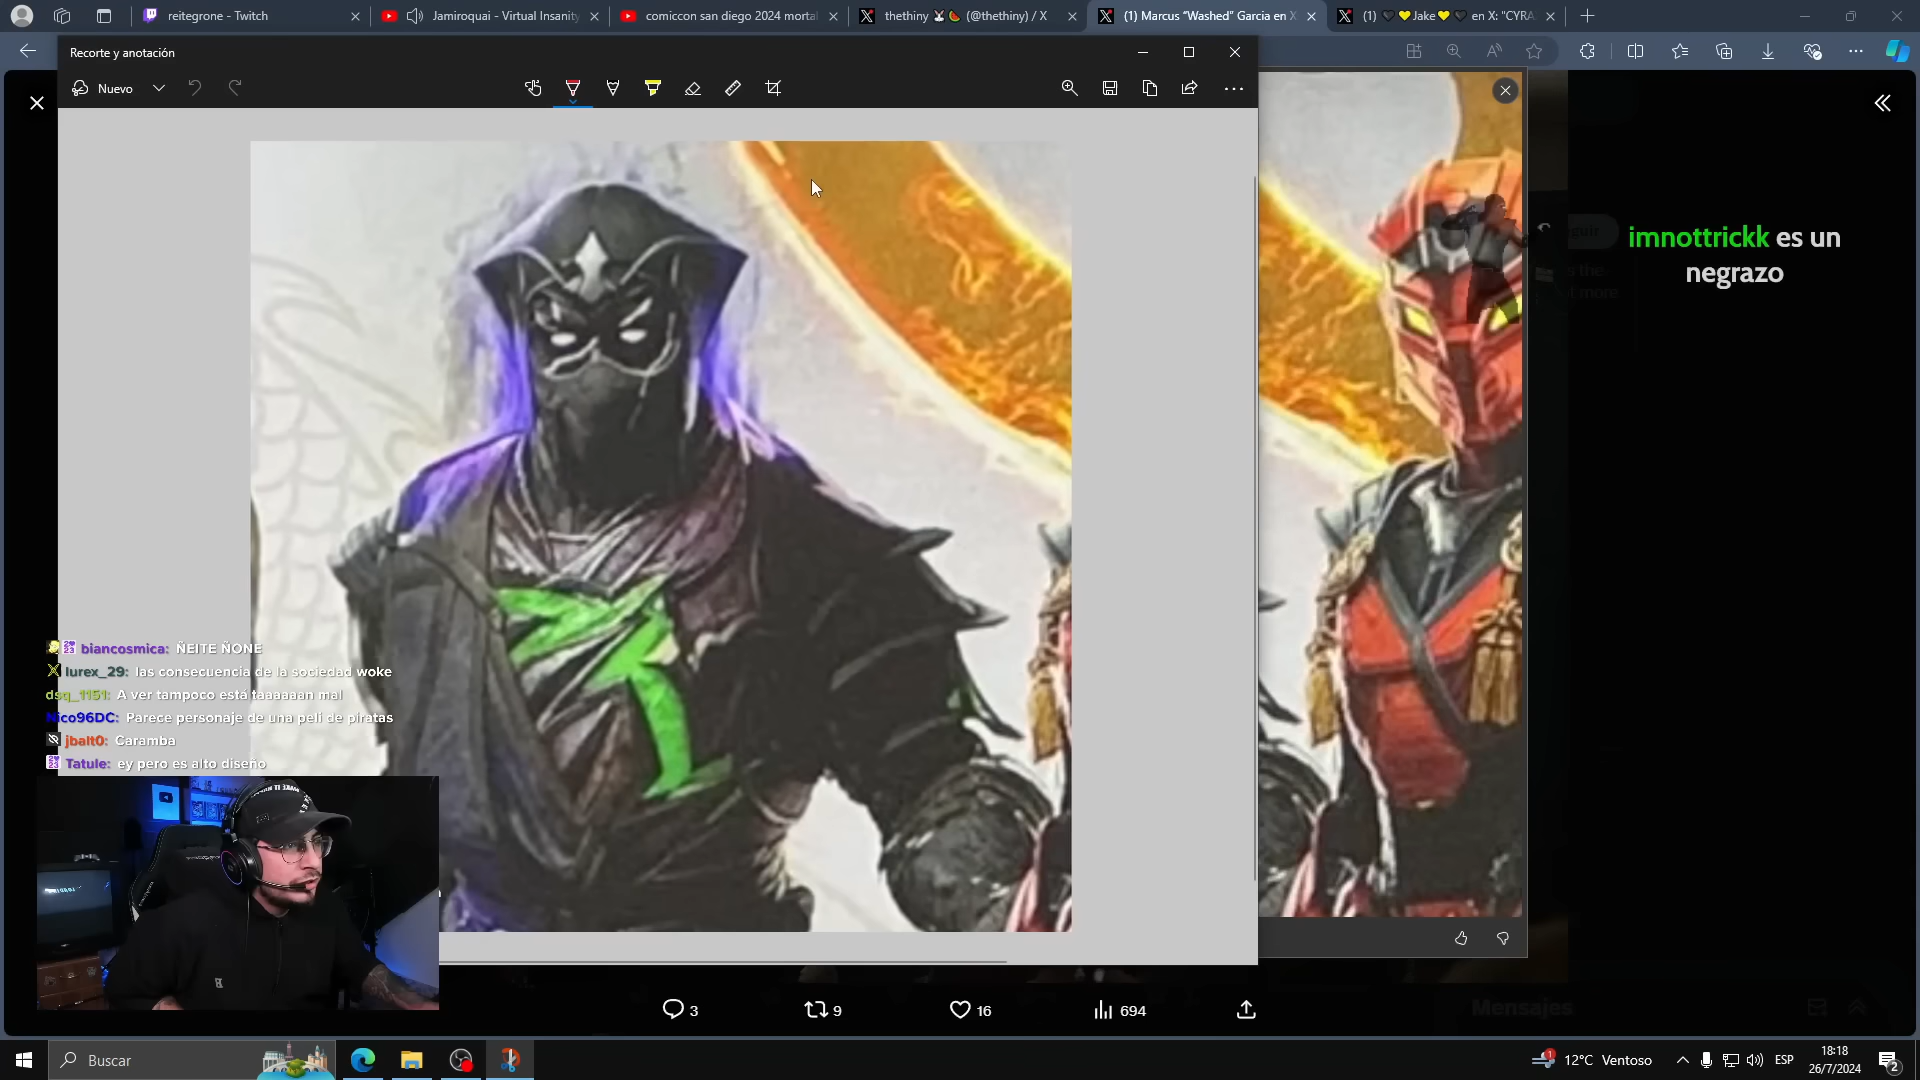 reitegrone - Twitch
Jamiroquai - Virtual Insanity
comiccon san diego 2024 mortal
thethiny (@thethiny) / X
(1) Marcus “Washed” Garcia en X
(1) Jake en X: "CYRA
Recorte y anotación
Nuevo
imnottrickk es un
negrazo
biancosmica: ÑEITE ÑONE
lurex_29: las consecuencia de la sociedad woke
dsq_1151: A ver tampoco está taaaaaan mal
Nico96DC: Parece personaje de una peli de piratas
jbalt0: Caramba
Tatule: ey pero es alto diseño
3
9
16
694
Mensajes
Buscar
1
12°C Ventoso
ESP
18:18
26/7/2024
2